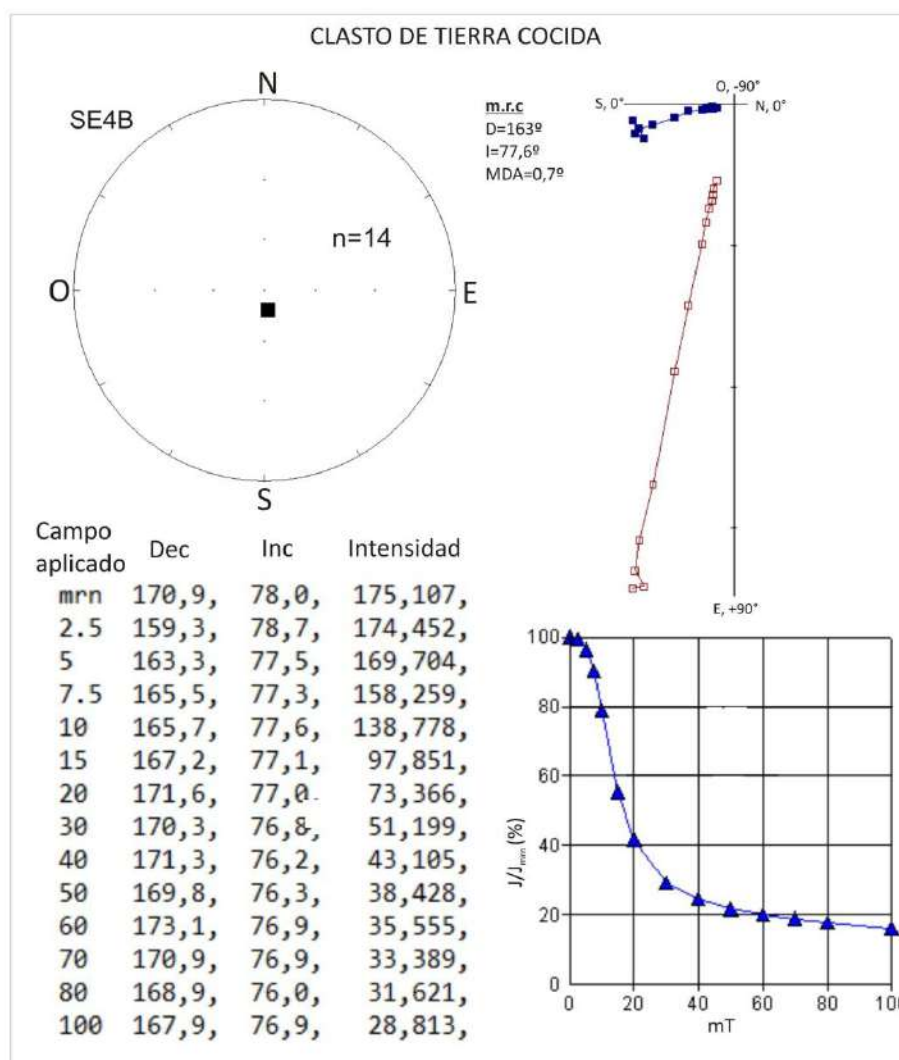 CLASTO DE TIERRA COCIDA
SE4B
N
n=14
O
E
S
m.r.c
D=163º
I=77,6º
MDA=0,7º
O, -90°
S, 0°
N, 0°
E, +90°
Campo aplicado Dec Inc Intensidad
mrn 170,9, 78,0, 175,107,
2.5 159,3, 78,7, 174,452,
5 163,3, 77,5, 169,704,
7.5 165,5, 77,3, 158,259,
10 165,7, 77,6, 138,778,
15 167,2, 77,1, 97,851,
20 171,6, 77,0. 73,366,
30 170,3, 76,8, 51,199,
40 171,3, 76,2, 43,105,
50 169,8, 76,3, 38,428,
60 173,1, 76,9, 35,555,
70 170,9, 76,9, 33,389,
80 168,9, 76,0, 31,621,
100 167,9, 76,9, 28,813,
100
80
60
40
20
0
J/Jmrn (%)
0 20 40 60 80 100
mT